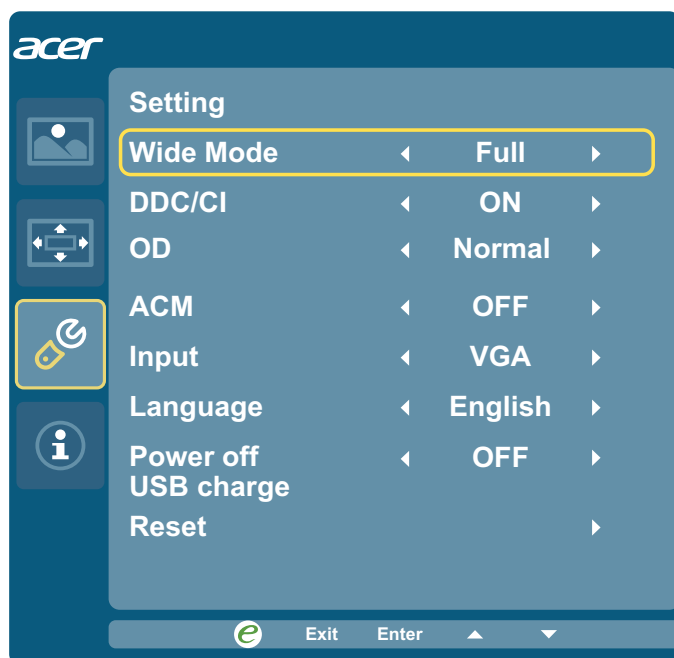 acer
Setting
Wide Mode Full
DDC/CI ON
OD Normal
ACM OFF
Input VGA
Language English
Power off OFF
USB charge
Reset
e Exit Enter